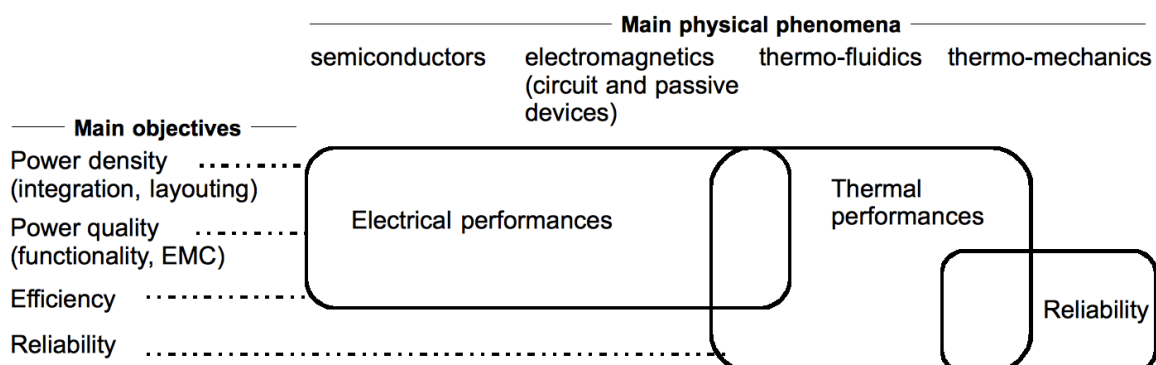 Main physical phenomena
semiconductors electromagnetics thermo-fluidics thermo-mechanics
(circuit and passive
devices)
Main objectives
Power density
(integration, layouting)
Thermal
performances
Electrical performances
Power quality
(functionality, EMC)
Efficiency
Reliability
Reliability